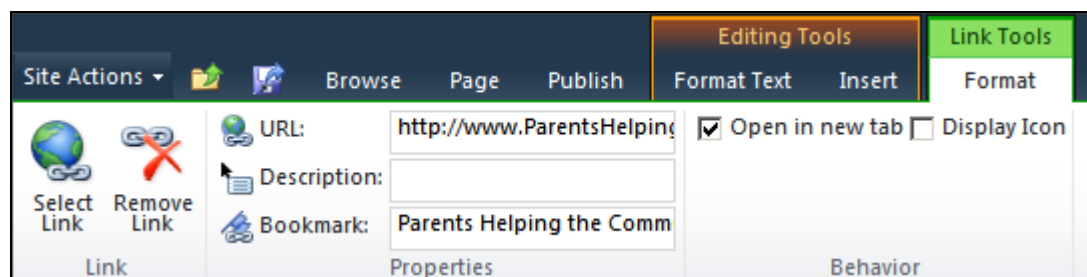 Editing Tools Link Tools
Site Actions Browse Page Publish Format Text Insert Format
URL: http://www.ParentsHelping Open in new tab Display Icon
Description:
Select Link Remove Link Bookmark: Parents Helping the Comm
Link Properties Behavior